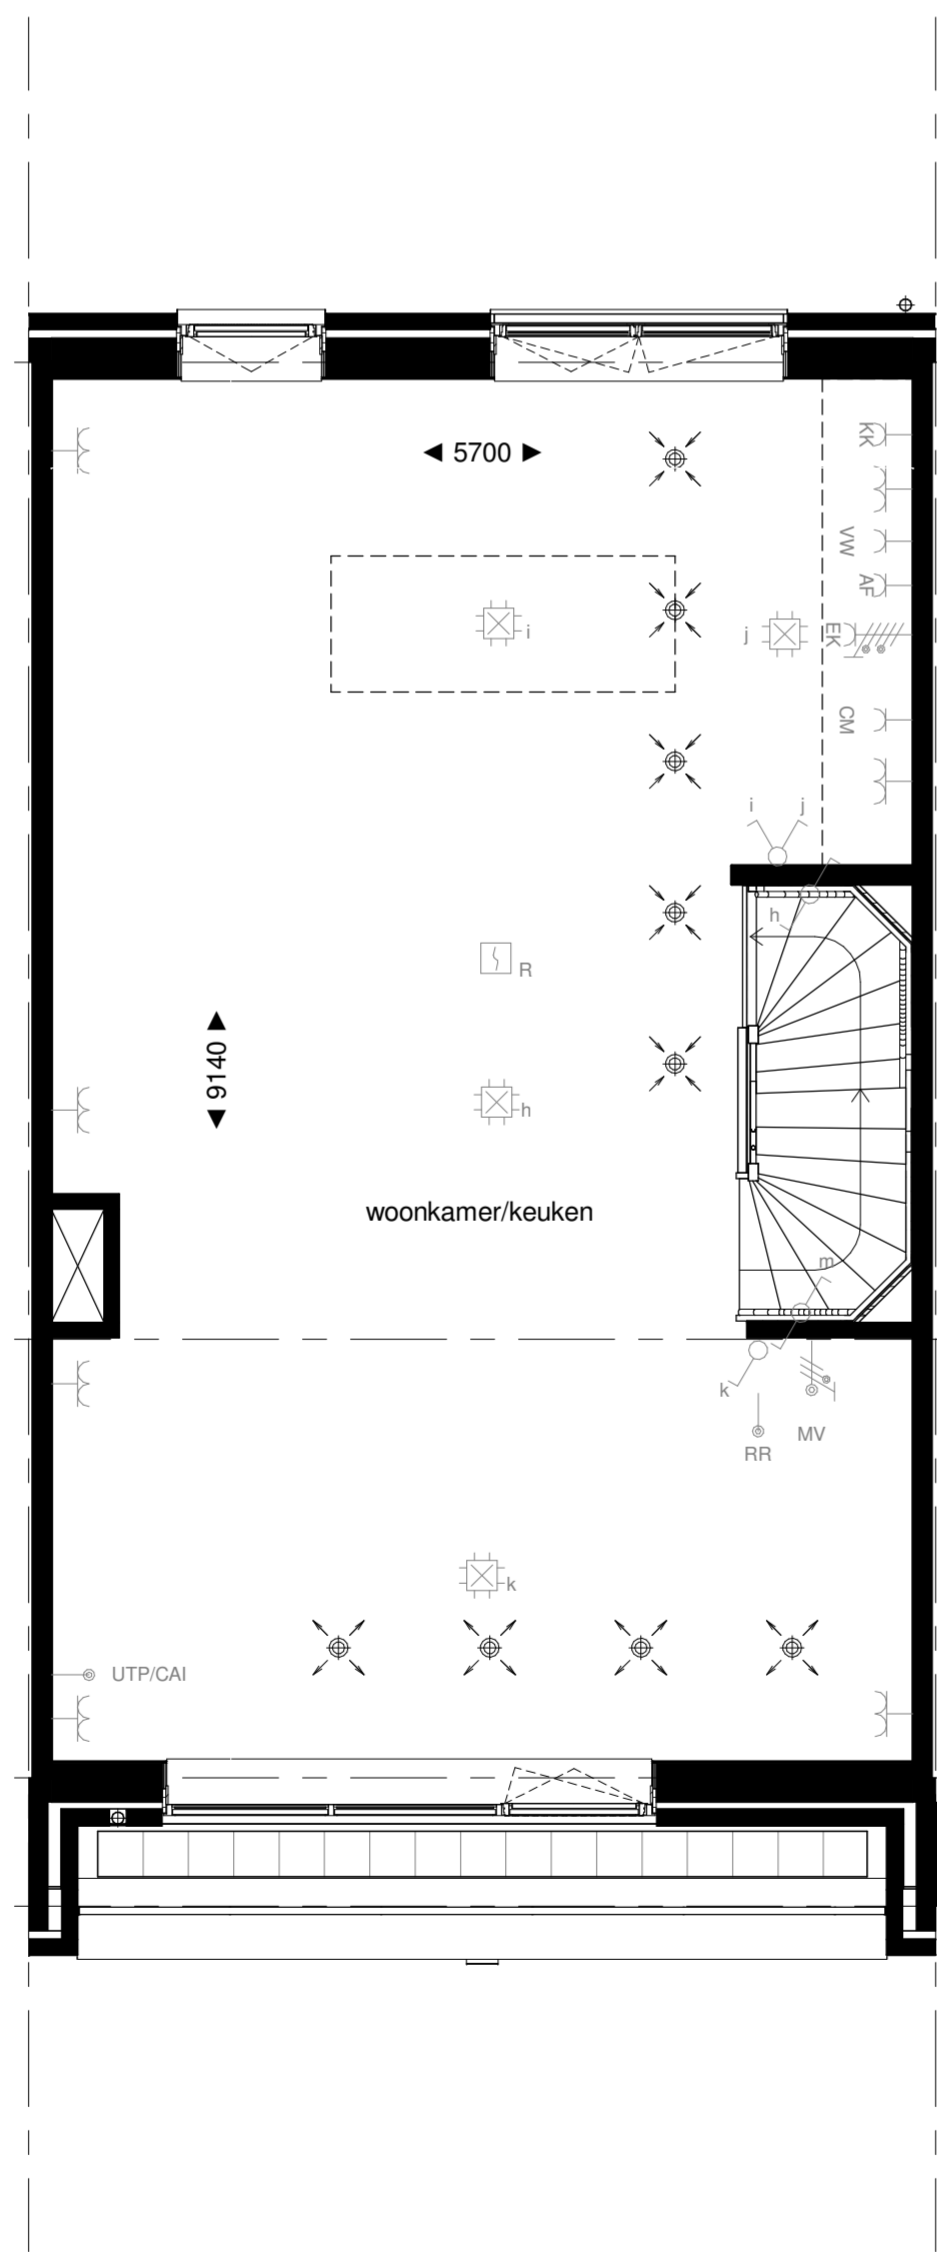 KK
◄ 5700 ►
VW
AF
i
j
EK
CM
i
j
h
R
◄ 9140 ►
h
woonkamer/keuken
m
k
MV
RR
k
UTP/CAI